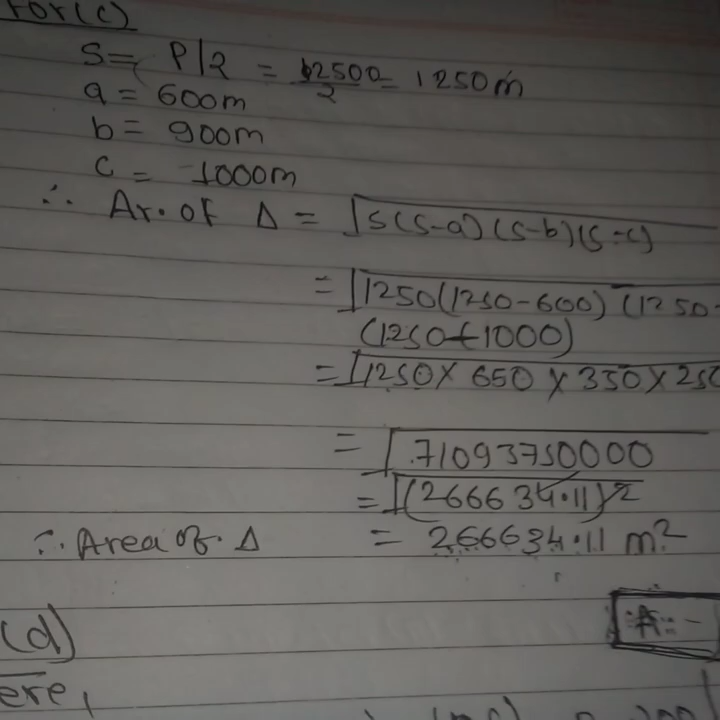 For (c)
S = P/2 = 2500/2 = 1250m
a = 600m
b = 900m
c = 1000m
∴ Ar. of Δ = √s(s-a)(s-b)(s-c)
= √1250(1250-600)(1250-
(1250-1000)
= √1250 × 650 × 350 × 250
= √71093750000
= √(266634.11)2
∴ Area of Δ = 266634.11 m²
(d)
ere,